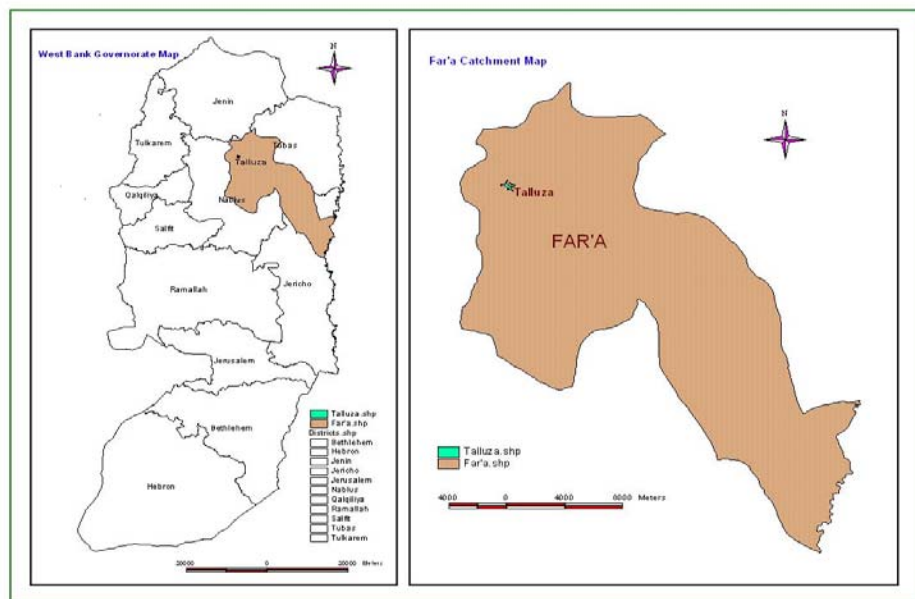 West Bank Governorate Map
N
Jenin
Tulkarem
Tubas
Talluza
Qalqiliya
Nablus
Salfit
Ramallah
Jericho
Jerusalem
Bethlehem
Hebron
Talluza.shp
Far'a.shp
Districts.shp
Bethlehem
Hebron
Jenin
Jericho
Jerusalem
Nablus
Qalqiliya
Ramallah
Salfit
Tubas
Tulkarem
20000 0 20000 Meters
Far'a Catchment Map
N
Talluza
FAR'A
Talluza.shp
Far'a.shp
4000 0 4000 8000 Meters